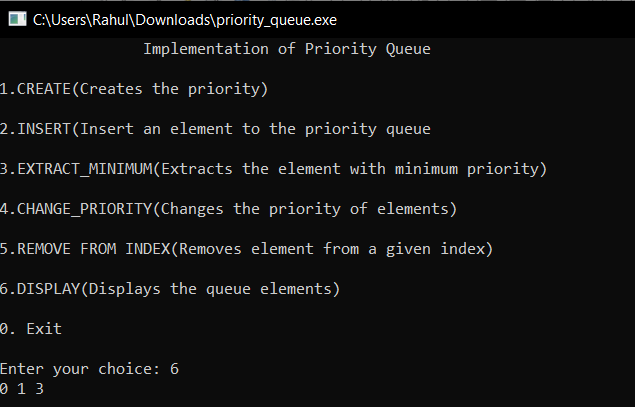 C:\Users\Rahul\Downloads\priority_queue.exe
Implementation of Priority Queue
1.CREATE(Creates the priority)
2.INSERT(Insert an element to the priority queue
3.EXTRACT_MINIMUM(Extracts the element with minimum priority)
4.CHANGE_PRIORITY(Changes the priority of elements)
5.REMOVE FROM INDEX(Removes element from a given index)
6.DISPLAY(Displays the queue elements)
0. Exit
Enter your choice: 6
0 1 3